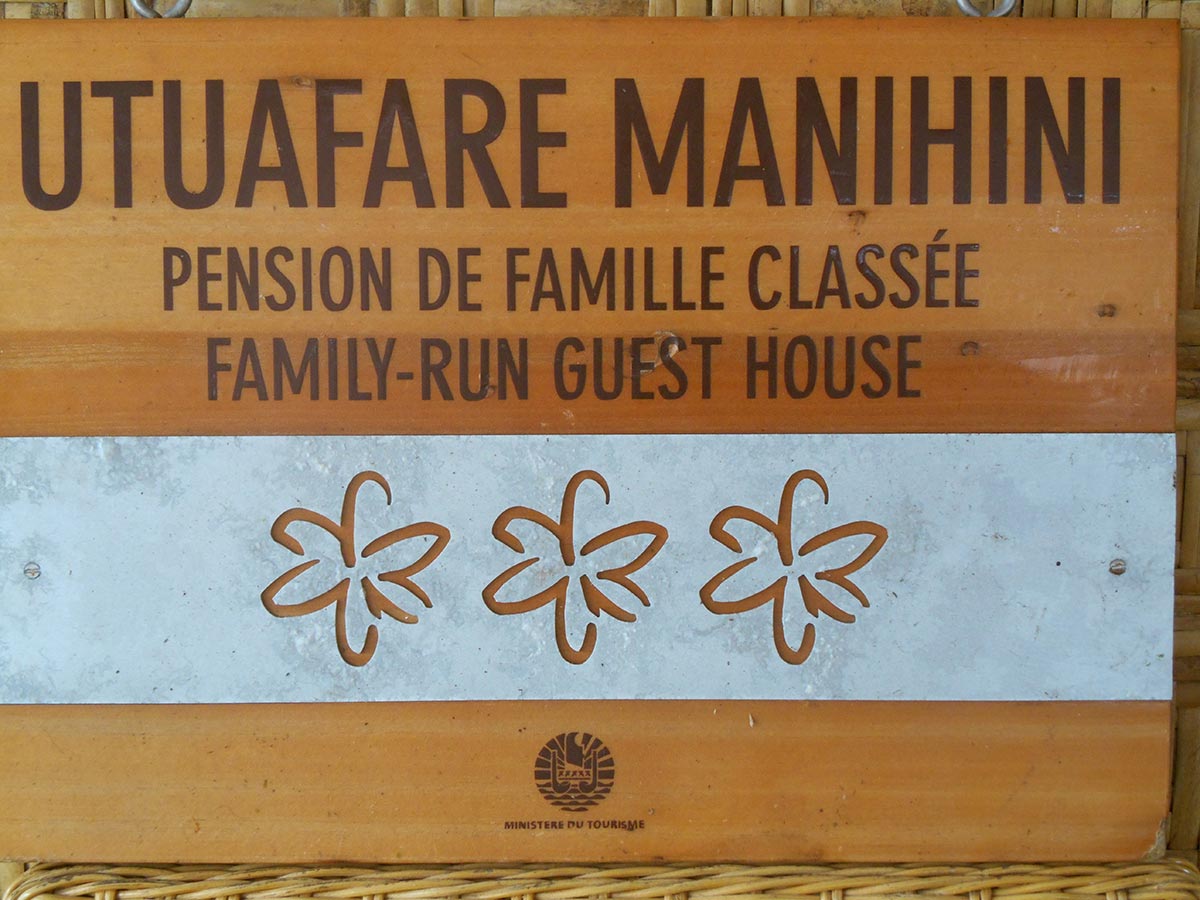 UTUAFARE MANIHINI
PENSION DE FAMILLE CLASSÉE
FAMILY-RUN GUEST HOUSE
MINISTERE DU TOURISME